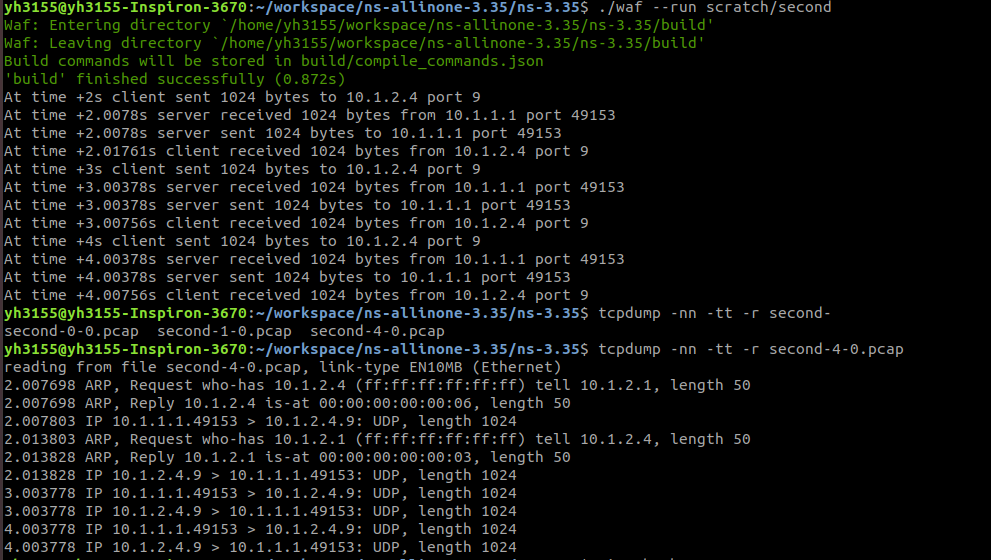 yh3155@yh3155-Inspiron-3670:~/workspace/ns-allinone-3.35/ns-3.35$ ./waf --run scratch/second
Waf: Entering directory `/home/yh3155/workspace/ns-allinone-3.35/ns-3.35/build'
Waf: Leaving directory `/home/yh3155/workspace/ns-allinone-3.35/ns-3.35/build'
Build commands will be stored in build/compile_commands.json
'build' finished successfully (0.872s)
At time +2s client sent 1024 bytes to 10.1.2.4 port 9
At time +2.0078s server received 1024 bytes from 10.1.1.1 port 49153
At time +2.0078s server sent 1024 bytes to 10.1.1.1 port 49153
At time +2.01761s client received 1024 bytes from 10.1.2.4 port 9
At time +3s client sent 1024 bytes to 10.1.2.4 port 9
At time +3.00378s server received 1024 bytes from 10.1.1.1 port 49153
At time +3.00378s server sent 1024 bytes to 10.1.1.1 port 49153
At time +3.00756s client received 1024 bytes from 10.1.2.4 port 9
At time +4s client sent 1024 bytes to 10.1.2.4 port 9
At time +4.00378s server received 1024 bytes from 10.1.1.1 port 49153
At time +4.00378s server sent 1024 bytes to 10.1.1.1 port 49153
At time +4.00756s client received 1024 bytes from 10.1.2.4 port 9
yh3155@yh3155-Inspiron-3670:~/workspace/ns-allinone-3.35/ns-3.35$ tcpdump -nn -tt -r second-
second-0-0.pcap  second-1-0.pcap  second-4-0.pcap
yh3155@yh3155-Inspiron-3670:~/workspace/ns-allinone-3.35/ns-3.35$ tcpdump -nn -tt -r second-4-0.pcap
reading from file second-4-0.pcap, link-type EN10MB (Ethernet)
2.007698 ARP, Request who-has 10.1.2.4 (ff:ff:ff:ff:ff:ff) tell 10.1.2.1, length 50
2.007698 ARP, Reply 10.1.2.4 is-at 00:00:00:00:00:06, length 50
2.007803 IP 10.1.1.1.49153 > 10.1.2.4.9: UDP, length 1024
2.013803 ARP, Request who-has 10.1.2.1 (ff:ff:ff:ff:ff:ff) tell 10.1.2.4, length 50
2.013828 ARP, Reply 10.1.2.1 is-at 00:00:00:00:00:03, length 50
2.013828 IP 10.1.2.4.9 > 10.1.1.1.49153: UDP, length 1024
3.003778 IP 10.1.1.1.49153 > 10.1.2.4.9: UDP, length 1024
3.003778 IP 10.1.2.4.9 > 10.1.1.1.49153: UDP, length 1024
4.003778 IP 10.1.1.1.49153 > 10.1.2.4.9: UDP, length 1024
4.003778 IP 10.1.2.4.9 > 10.1.1.1.49153: UDP, length 1024